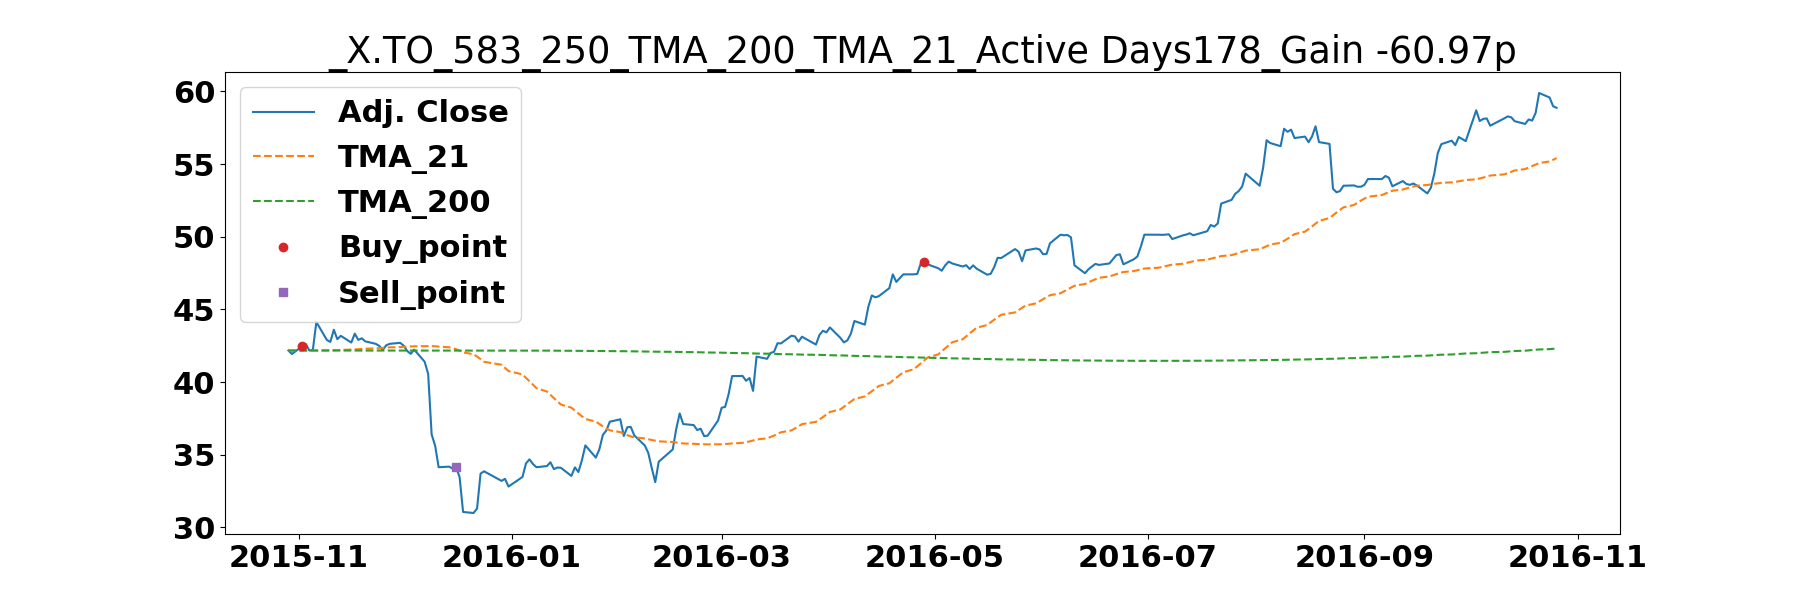 _X.TO_583_250_TMA_200_TMA_21_Active Days178_Gain -60.97p
60
55
50
45
40
35
30
Adj. Close
TMA_21
TMA_200
Buy_point
Sell_point
2015-11 2016-01 2016-03 2016-05 2016-07 2016-09 2016-11